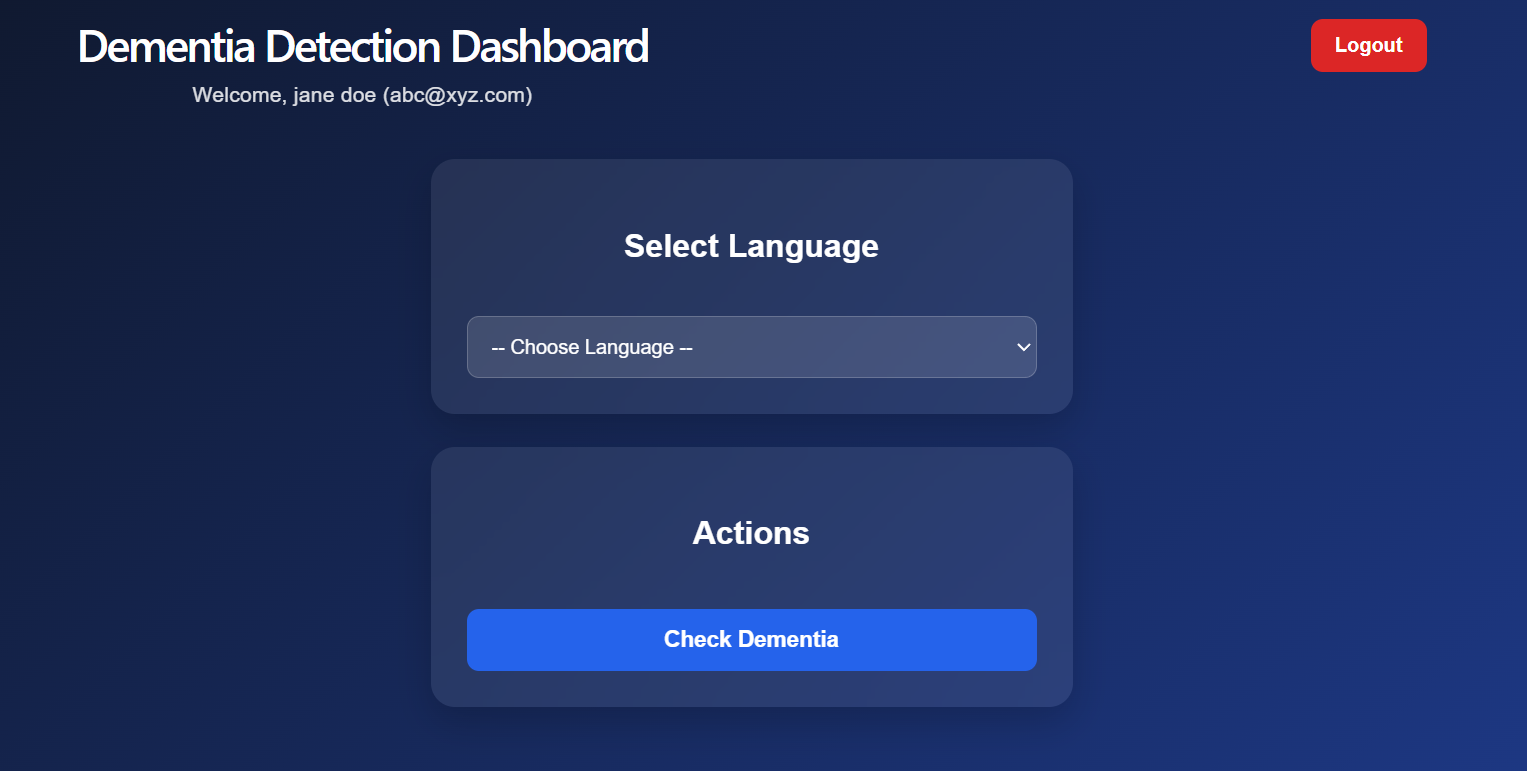 Dementia Detection Dashboard
Logout
Welcome, jane doe (abc@xyz.com)
Select Language
-- Choose Language --
Actions
Check Dementia